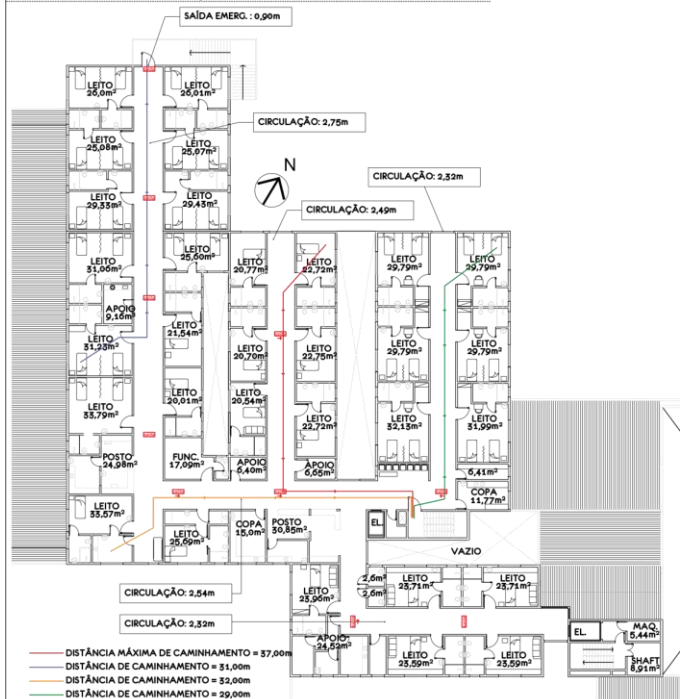 SAÍDA EMERG. : 0,90m
LEITO
26,0m²
LEITO
26,01m²
CIRCULAÇÃO: 2,75m
LEITO
25,08m²
LEITO
25,07m²
N
CIRCULAÇÃO: 2,32m
LEITO
29,33m²
LEITO
29,43m²
CIRCULAÇÃO: 2,49m
LEITO
31,06m²
LEITO
25,60m²
LEITO
20,77m²
LEITO
22,72m²
LEITO
29,79m²
LEITO
29,79m²
APOIO
9,16m²
LEITO
31,23m²
LEITO
21,54m²
LEITO
20,70m²
LEITO
22,75m²
LEITO
29,79m²
LEITO
29,79m²
LEITO
33,79m²
LEITO
20,01m²
LEITO
20,54m²
LEITO
22,72m²
LEITO
32,13m²
LEITO
31,99m²
POSTO
24,98m²
FUNC.
17,09m²
APOIO
6,40m²
APOIO
6,65m²
6,41m²
COPA
11,77m²
LEITO
33,57m²
LEITO
25,69m²
COPA
15,0m²
POSTO
30,85m²
EL.
VAZIO
CIRCULAÇÃO: 2,54m
LEITO
23,96m²
2,6m²
2,6m²
LEITO
23,71m²
LEITO
23,71m²
CIRCULAÇÃO: 2,32m
APOIO
24,52m²
LEITO
23,59m²
LEITO
23,59m²
EL.
MAQ.
5,44m²
SHAFT
8,91m²
DISTÂNCIA MÁXIMA DE CAMINHAMENTO = 37,00m
DISTÂNCIA DE CAMINHAMENTO = 31,00m
DISTÂNCIA DE CAMINHAMENTO = 32,00m
DISTÂNCIA DE CAMINHAMENTO = 29,00m